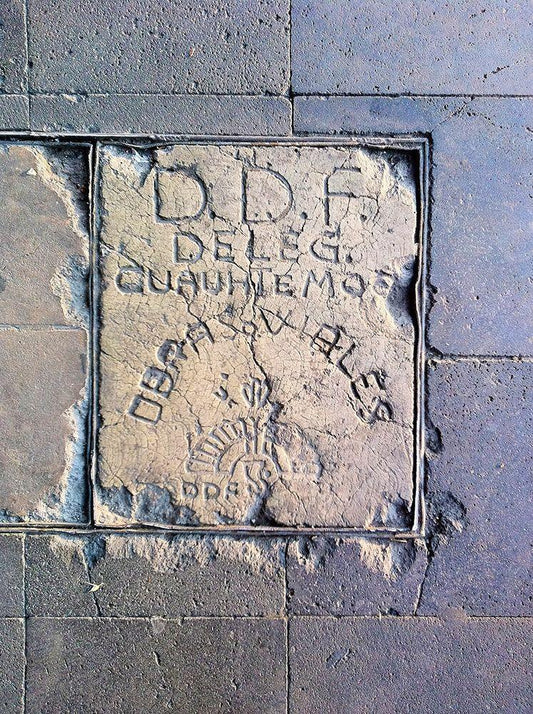 D.D.F.
DELEG.
CUAUHTEMOC
OBRAS VIALES
DDF